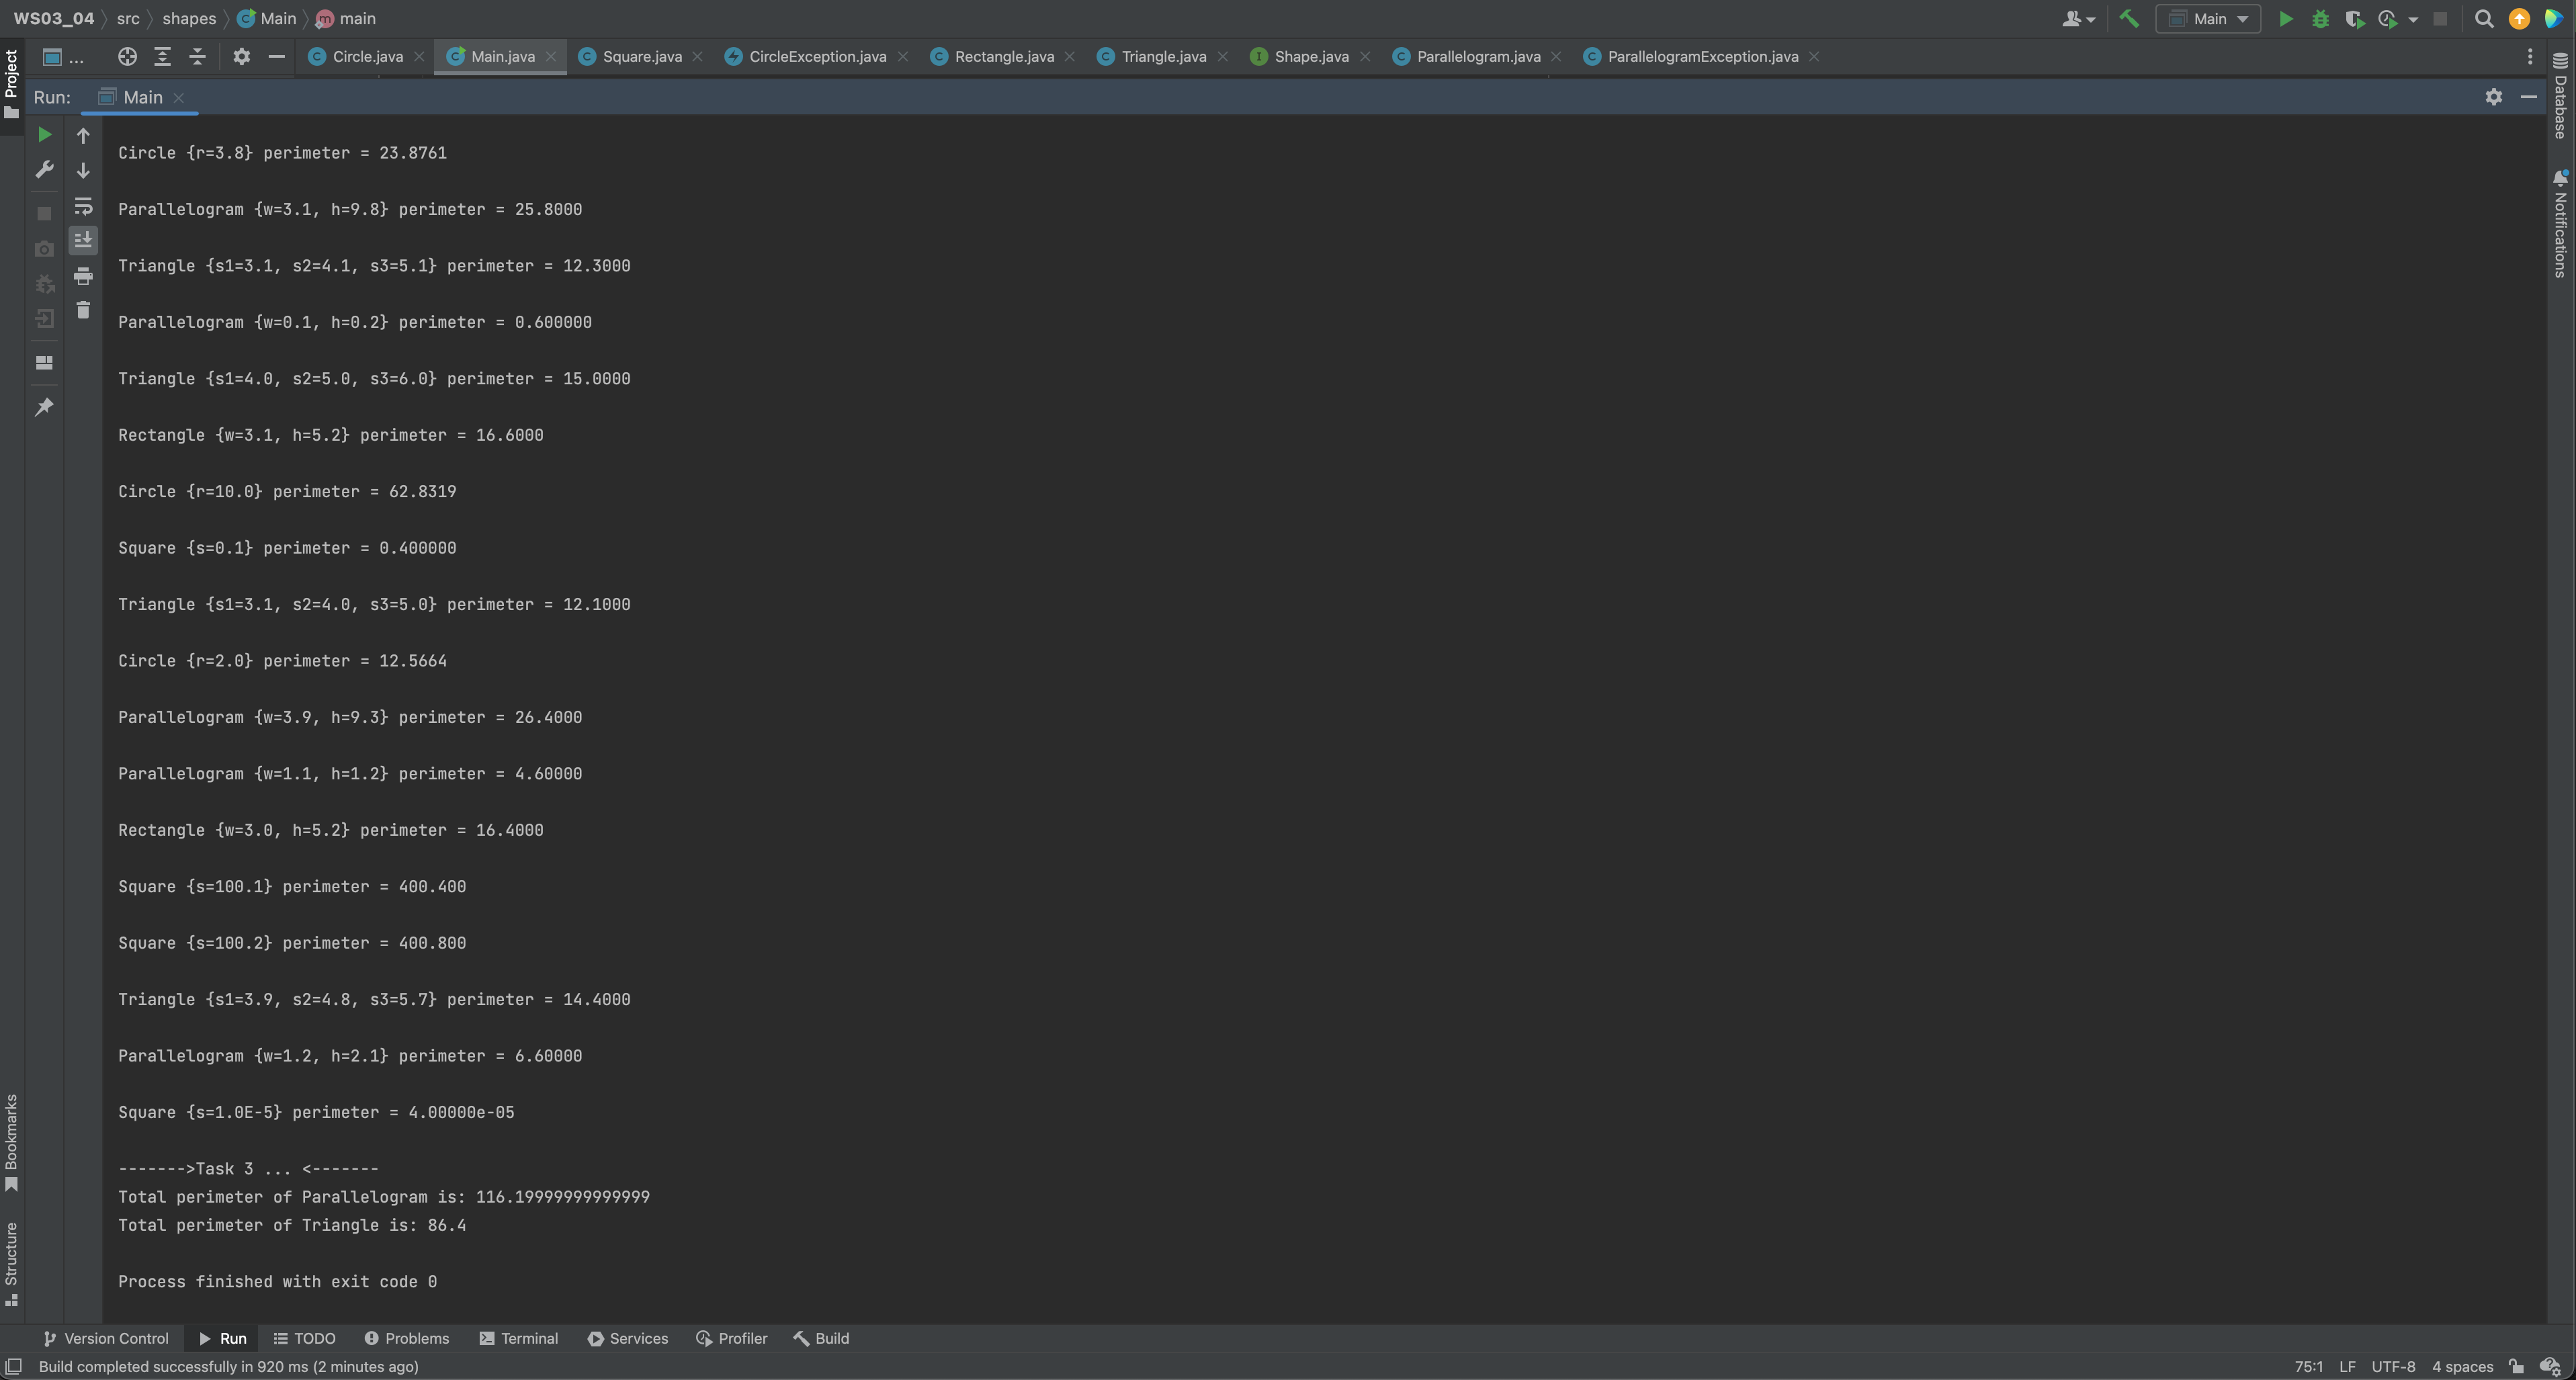 WS03_04 src shapes Main main
Main
Project
... Circle.java Main.java Square.java CircleException.java Rectangle.java Triangle.java Shape.java Parallelogram.java ParallelogramException.java
Database
Notifications
Run: Main
Circle {r=3.8} perimeter = 23.8761
Parallelogram {w=3.1, h=9.8} perimeter = 25.8000
Triangle {s1=3.1, s2=4.1, s3=5.1} perimeter = 12.3000
Parallelogram {w=0.1, h=0.2} perimeter = 0.600000
Triangle {s1=4.0, s2=5.0, s3=6.0} perimeter = 15.0000
Rectangle {w=3.1, h=5.2} perimeter = 16.6000
Circle {r=10.0} perimeter = 62.8319
Square {s=0.1} perimeter = 0.400000
Triangle {s1=3.1, s2=4.0, s3=5.0} perimeter = 12.1000
Circle {r=2.0} perimeter = 12.5664
Parallelogram {w=3.9, h=9.3} perimeter = 26.4000
Parallelogram {w=1.1, h=1.2} perimeter = 4.60000
Rectangle {w=3.0, h=5.2} perimeter = 16.4000
Square {s=100.1} perimeter = 400.400
Square {s=100.2} perimeter = 400.800
Triangle {s1=3.9, s2=4.8, s3=5.7} perimeter = 14.4000
Parallelogram {w=1.2, h=2.1} perimeter = 6.60000
Square {s=1.0E-5} perimeter = 4.00000e-05
------->Task 3 ... <-------
Total perimeter of Parallelogram is: 116.19999999999999
Total perimeter of Triangle is: 86.4
Process finished with exit code 0
Bookmarks
Structure
Version Control Run TODO Problems Terminal Services Profiler Build
Build completed successfully in 920 ms (2 minutes ago) 75:1 LF UTF-8 4 spaces